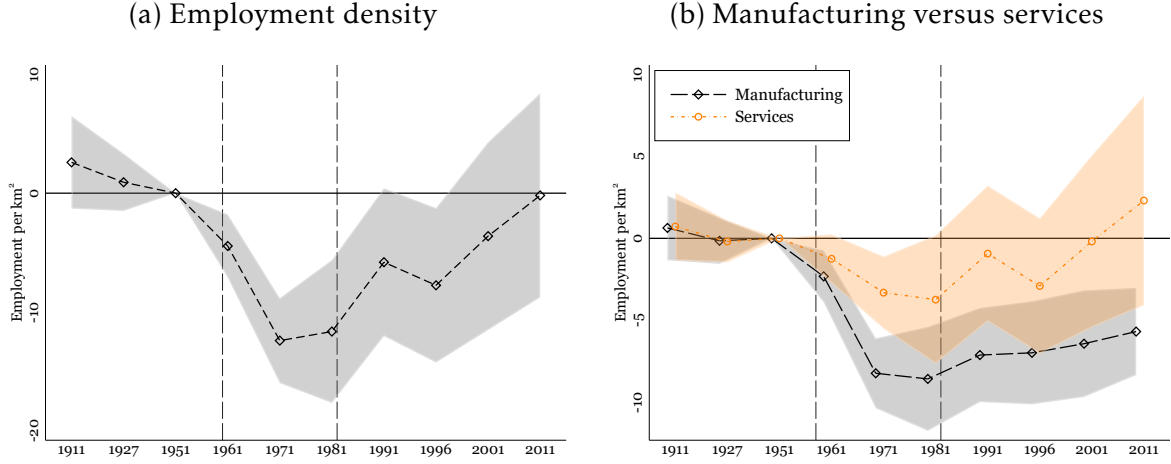 (a) Employment density
Employment per km²
10
0
-10
-20
1911 1927 1951 1961 1971 1981 1991 1996 2001 2011
(b) Manufacturing versus services
Manufacturing
Services
Employment per km²
10
5
0
-5
-10
1911 1927 1951 1961 1971 1981 1991 1996 2001 2011